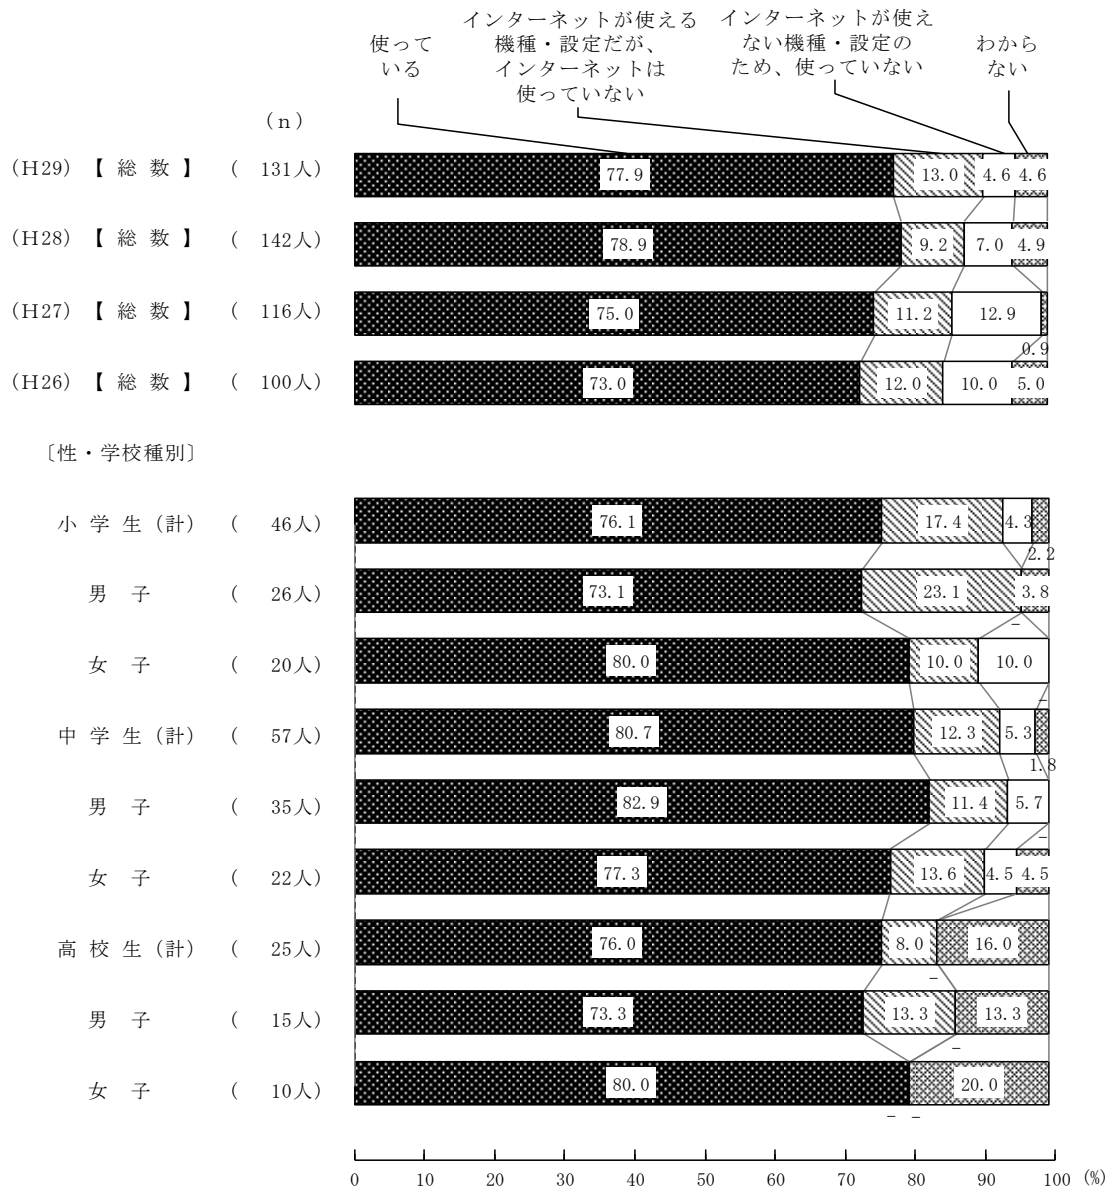 使って
いる
インターネットが使える
機種・設定だが、
インターネットは
使っていない
インターネットが使え
ない機種・設定の
ため、使っていない
わから
ない
(n)
(H29)【 総 数 】 ( 131人) 77.9 13.0 4.6 4.6
(H28)【 総 数 】 ( 142人) 78.9 9.2 7.0 4.9
(H27)【 総 数 】 ( 116人) 75.0 11.2 12.9
0.9
(H26)【 総 数 】 ( 100人) 73.0 12.0 10.0 5.0
〔性・学校種別〕
小 学 生 (計) ( 46人) 76.1 17.4 4.3
2.2
男 子 ( 26人) 73.1 23.1 3.8
-
女 子 ( 20人) 80.0 10.0 10.0
-
中 学 生 (計) ( 57人) 80.7 12.3 5.3
1.8
男 子 ( 35人) 82.9 11.4 5.7
-
女 子 ( 22人) 77.3 13.6 4.5 4.5
高 校 生 (計) ( 25人) 76.0 8.0 16.0
-
男 子 ( 15人) 73.3 13.3 13.3
-
女 子 ( 10人) 80.0 20.0
- -
0 10 20 30 40 50 60 70 80 90 100 (%)